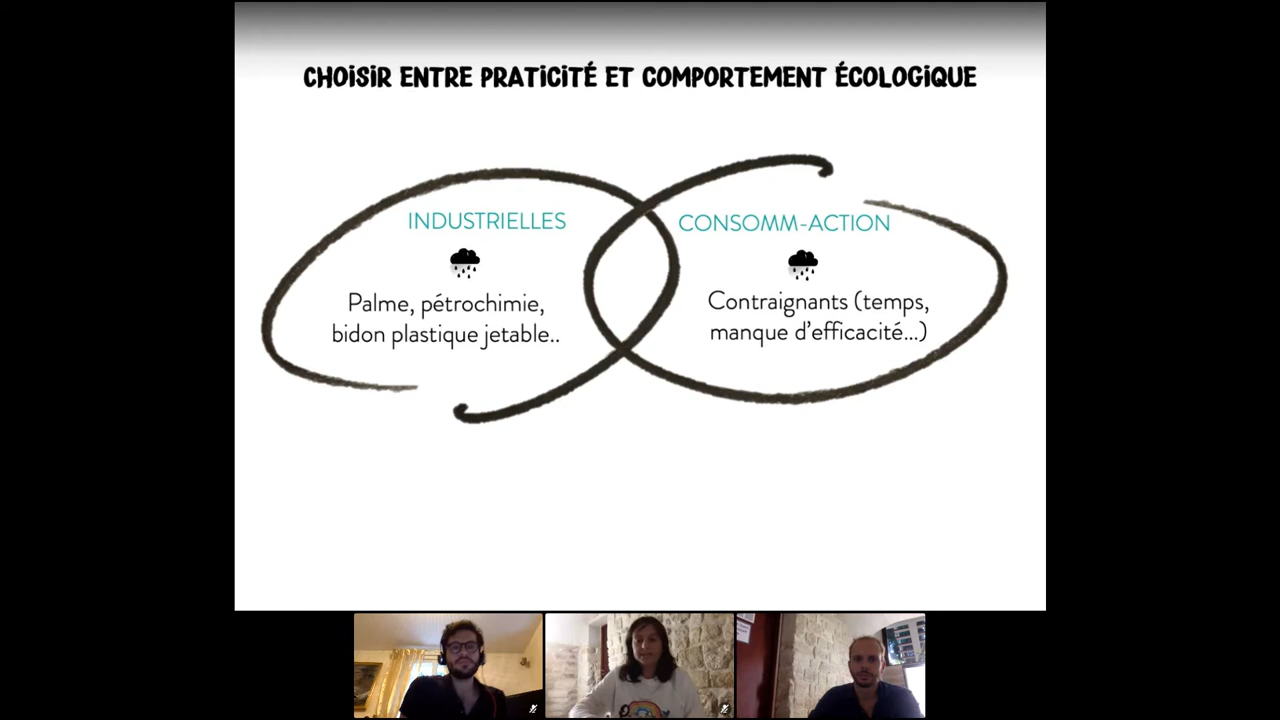 CHOISIR ENTRE PRATICITÉ ET COMPORTEMENT ÉCOLOGIQUE
INDUSTRIELLES
Palme, pétrochimie,
bidon plastique jetable..
CONSOMM-ACTION
Contraignants (temps,
manque d'efficacité...)